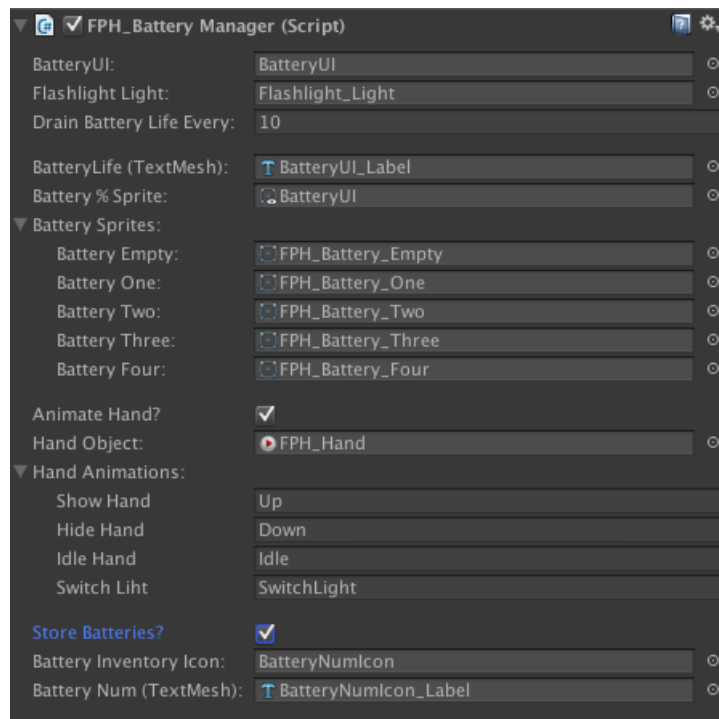 FPH_Battery Manager (Script)
BatteryUI: BatteryUI
Flashlight Light: Flashlight_Light
Drain Battery Life Every: 10
BatteryLife (TextMesh): BatteryUI_Label
Battery % Sprite: BatteryUI
Battery Sprites:
Battery Empty: FPH_Battery_Empty
Battery One: FPH_Battery_One
Battery Two: FPH_Battery_Two
Battery Three: FPH_Battery_Three
Battery Four: FPH_Battery_Four
Animate Hand?
Hand Object: FPH_Hand
Hand Animations:
Show Hand Up
Hide Hand Down
Idle Hand Idle
Switch Liht SwitchLight
Store Batteries?
Battery Inventory Icon: BatteryNumIcon
Battery Num (TextMesh): BatteryNumIcon_Label